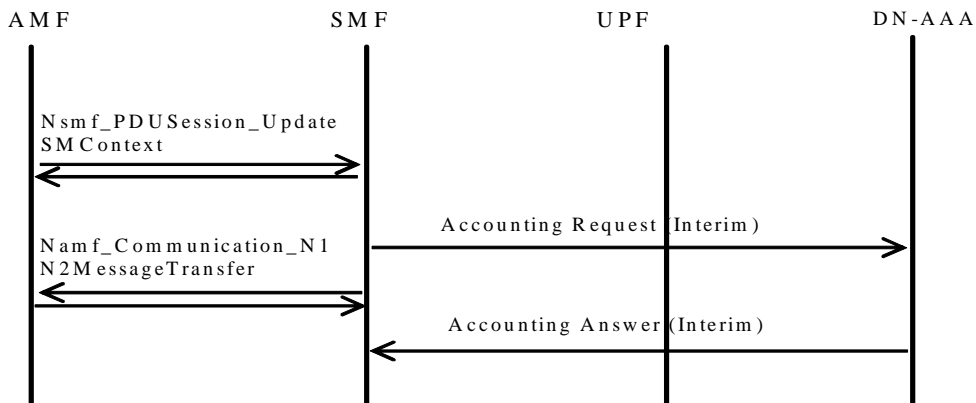 AMF SMF UPF DN-AAA
Nsmf_PDUSession_Update
SMContext
Accounting Request (Interim)
Namf_Communication_N1
N2MessageTransfer
Accounting Answer (Interim)